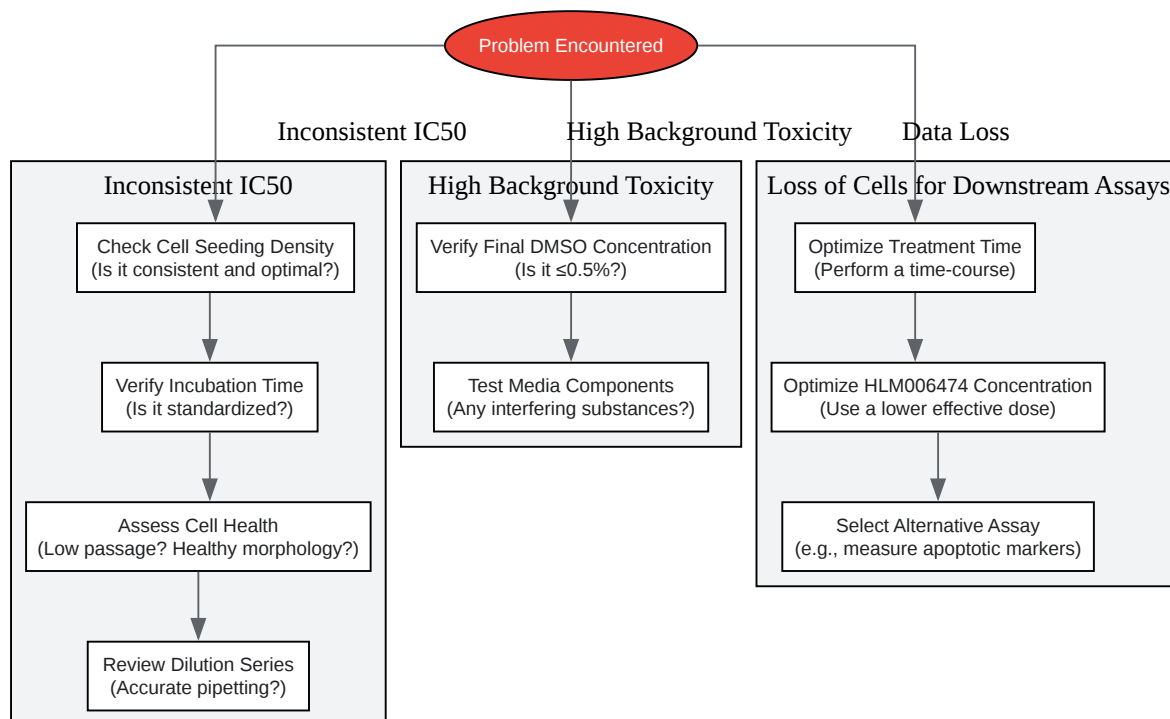 Problem Encountered
Inconsistent IC50
High Background Toxicity
Data Loss
Inconsistent IC50
Check Cell Seeding Density
(Is it consistent and optimal?)
Verify Incubation Time
(Is it standardized?)
Assess Cell Health
(Low passage? Healthy morphology?)
Review Dilution Series
(Accurate pipetting?)
High Background Toxicity
Verify Final DMSO Concentration
(Is it ≤0.5%?)
Test Media Components
(Any interfering substances?)
Loss of Cells for Downstream Assays
Optimize Treatment Time
(Perform a time-course)
Optimize HLM006474 Concentration
(Use a lower effective dose)
Select Alternative Assay
(e.g., measure apoptotic markers)